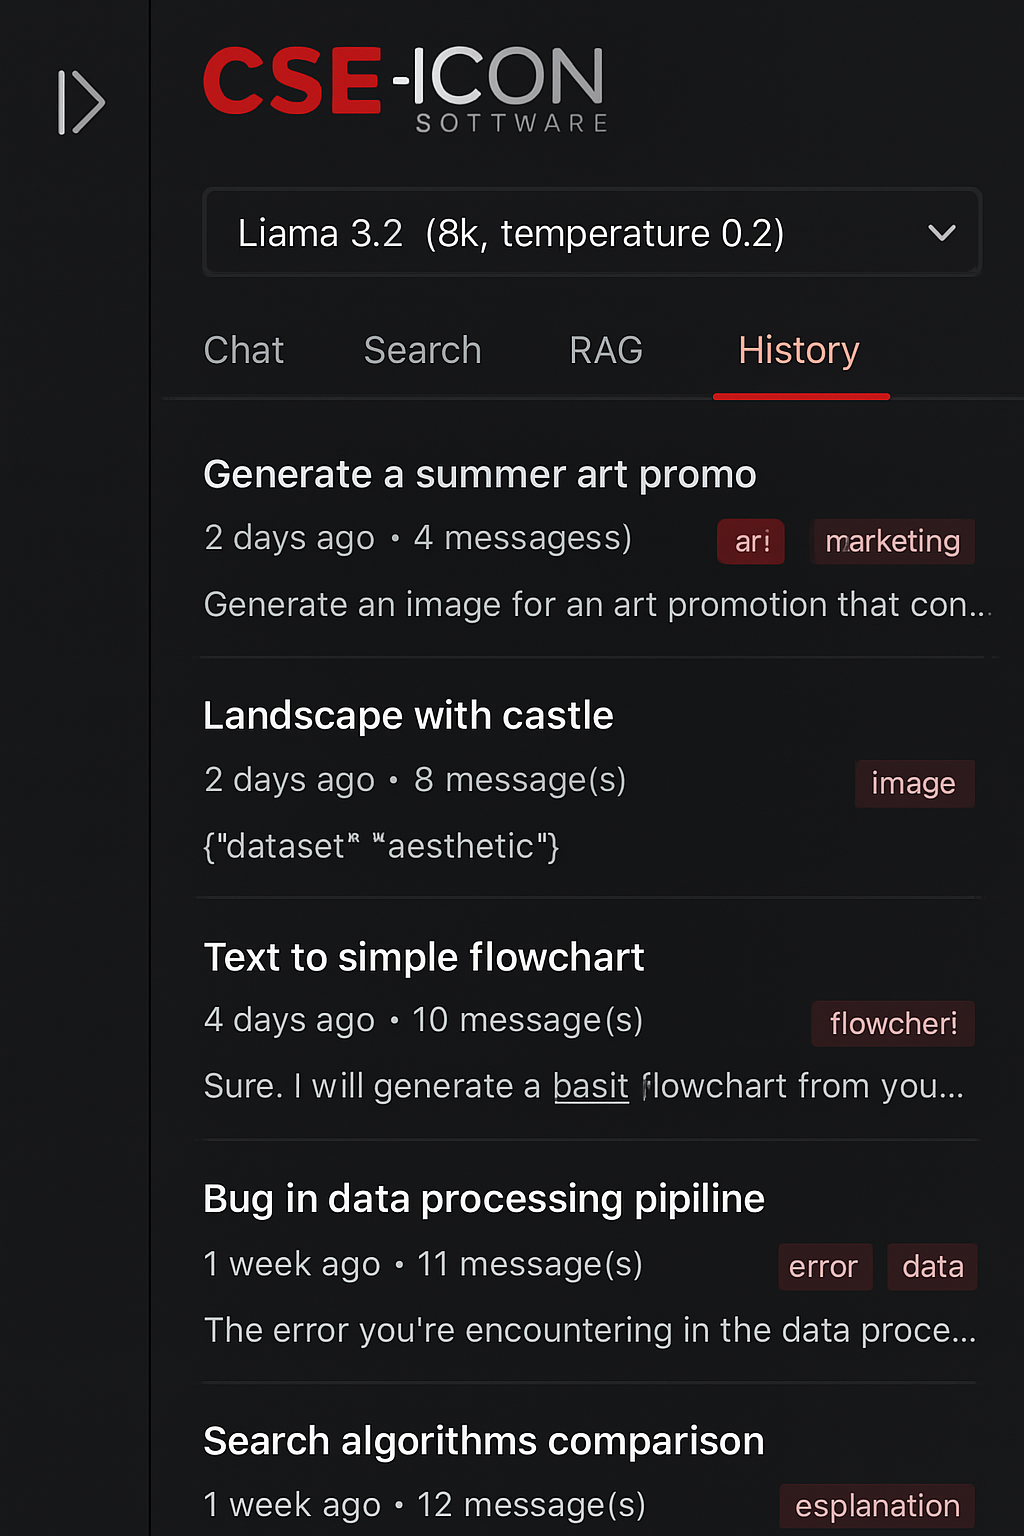 CSE-ICON
SOTTWARE
Liama 3.2 (8k, temperature 0.2)
Chat Search RAG History
Generate a summer art promo
2 days ago • 4 messagess) ar! marketing
Generate an image for an art promotion that con...
Landscape with castle
2 days ago • 8 message(s) image
{"dataset" "aesthetic"}
Text to simple flowchart
4 days ago • 10 message(s) flowcher!
Sure. I will generate a basit flowchart from you...
Bug in data processing pipiline
1 week ago • 11 message(s) error data
The error you're encountering in the data proce...
Search algorithms comparison
1 week ago • 12 message(s) esplanation